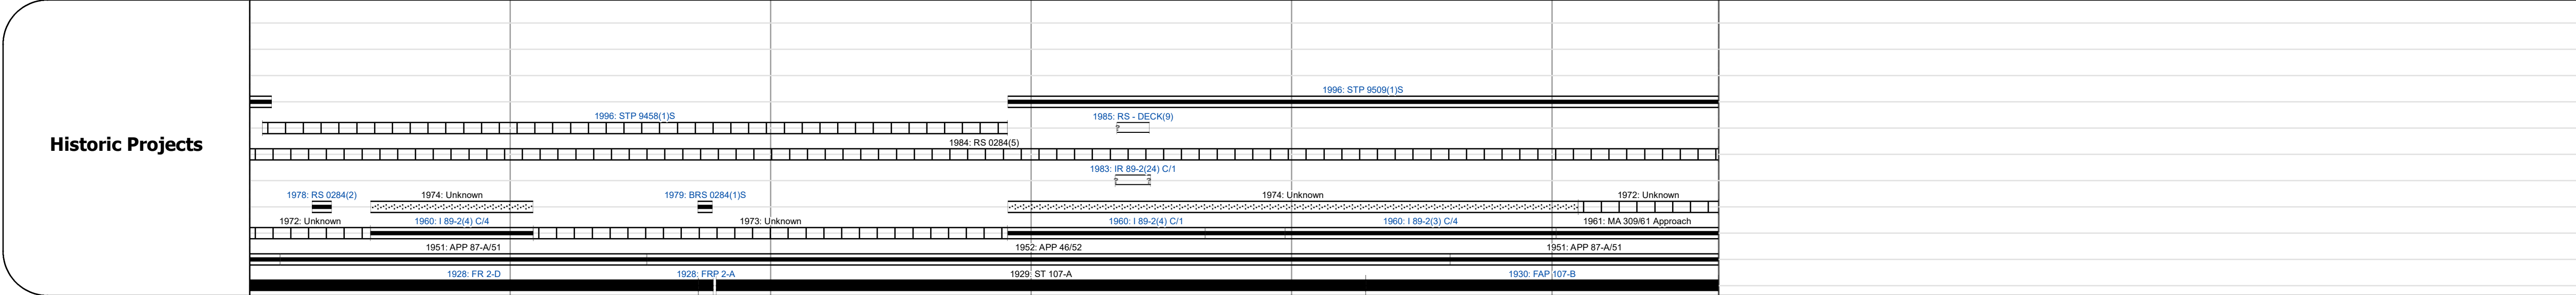 Historic Projects
1996: STP 9509(1)S
1996: STP 9458(1)S
1985: RS - DECK(9)
?
1984: RS 0284(5)
1983: IR 89-2(24) C/1
? ?
1978: RS 0284(2)
1974: Unknown
1979: BRS 0284(1)S
1974: Unknown
1972: Unknown
1972: Unknown
1960: I 89-2(4) C/4
1973: Unknown
1960: I 89-2(4) C/1
1960: I 89-2(3) C/4
1961: MA 309/61 Approach
1951: APP 87-A/51
1952: APP 46/52
1951: APP 87-A/51
1928: FR 2-D
1928: FRP 2-A
1929: ST 107-A
1930: FAP 107-B